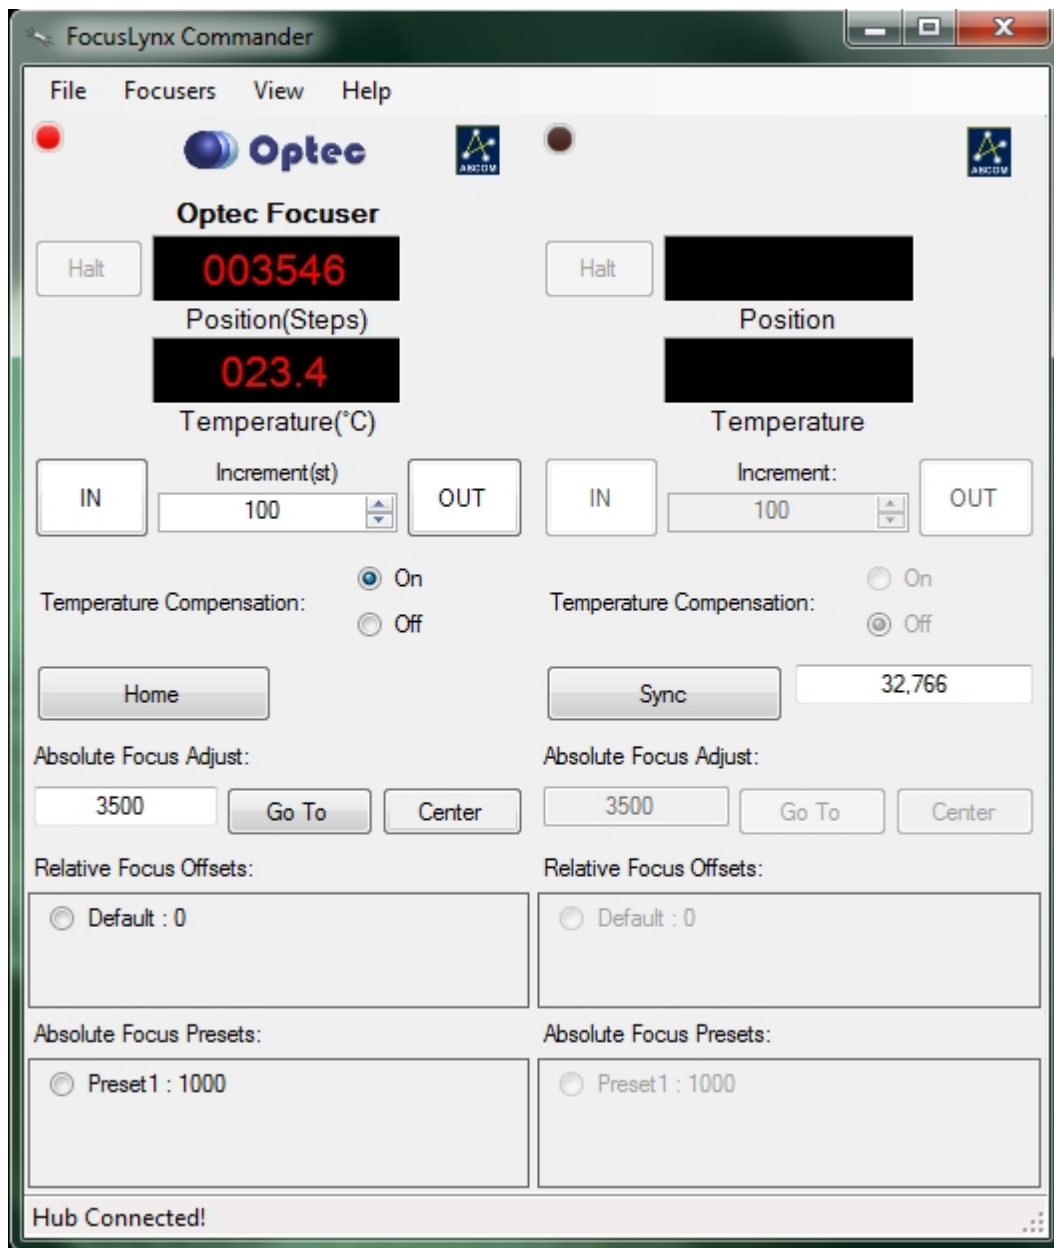 FocusLynx Commander
File Focusers View Help
Optec ASCOM ASCOM
Optec Focuser
Halt 003546 Halt
Position(Steps) Position
023.4
Temperature(°C) Temperature
IN Increment(st) OUT IN Increment: OUT
100 100
Temperature Compensation: On Temperature Compensation: On
Off Off
Home Sync 32,766
Absolute Focus Adjust: Absolute Focus Adjust:
3500 Go To Center 3500 Go To Center
Relative Focus Offsets: Relative Focus Offsets:
Default : 0 Default : 0
Absolute Focus Presets: Absolute Focus Presets:
Preset1 : 1000 Preset1 : 1000
Hub Connected!